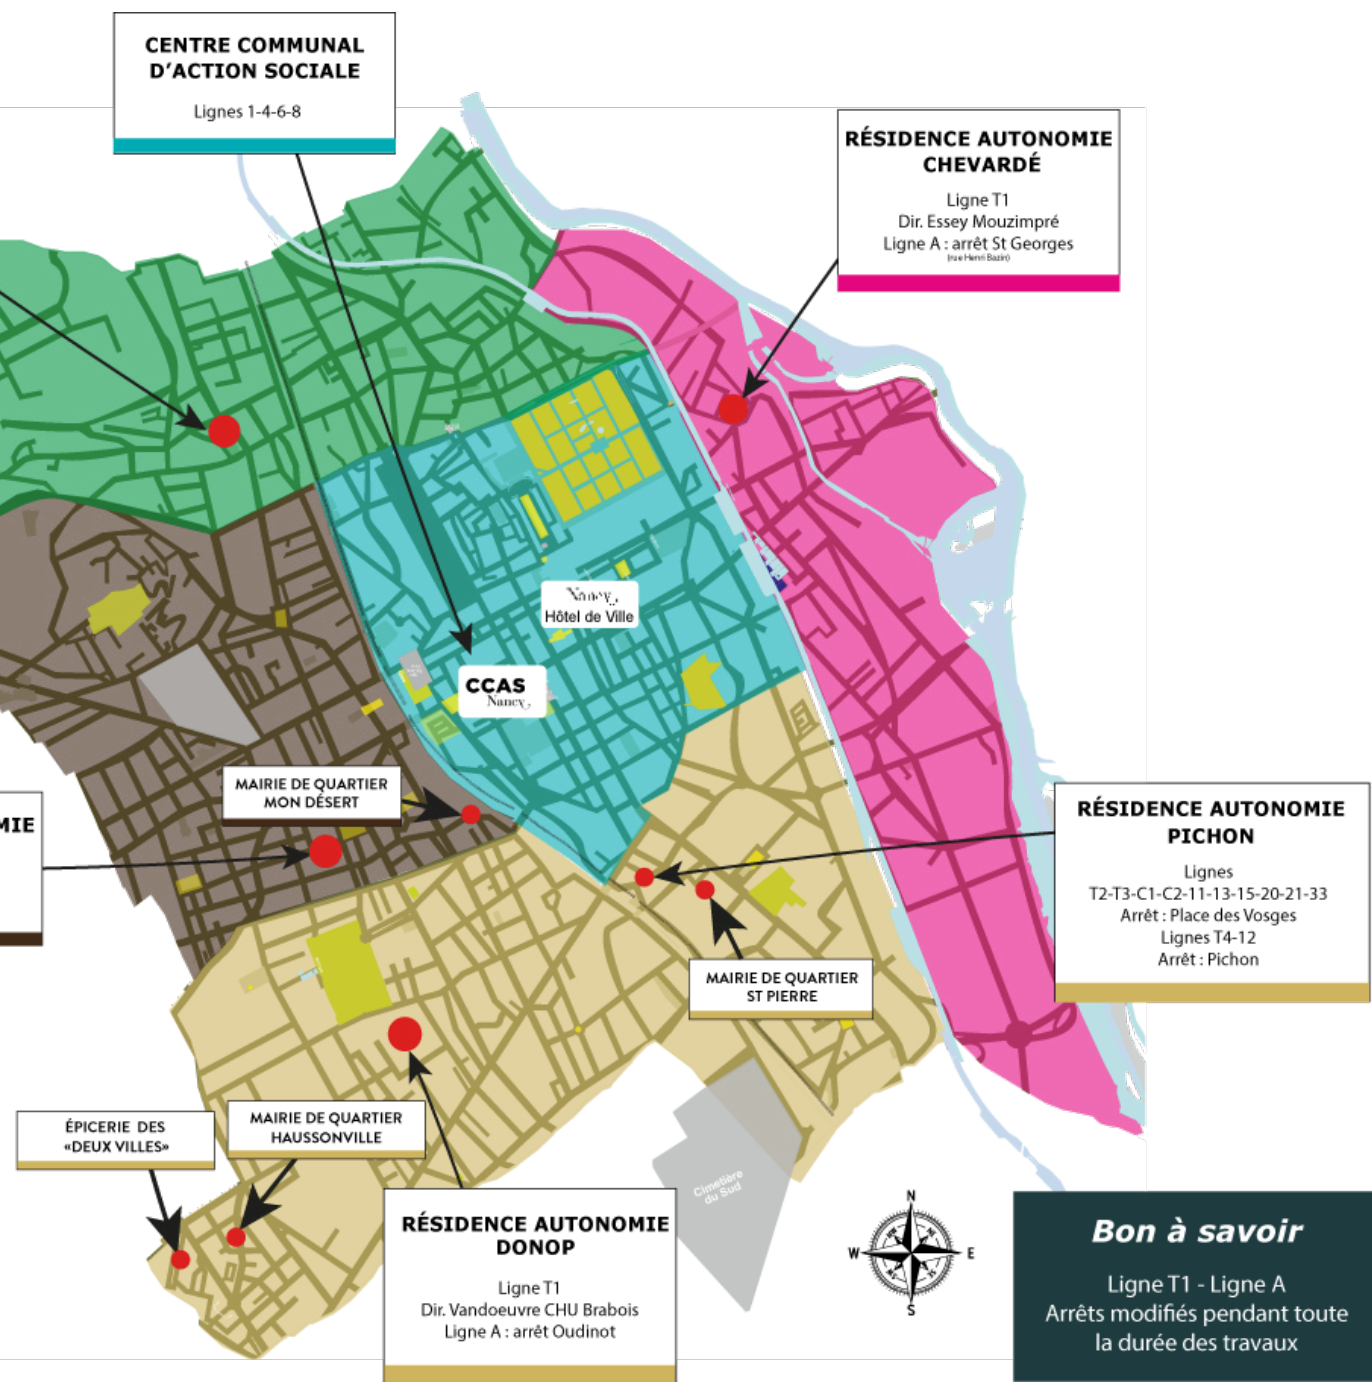 CENTRE COMMUNAL
D'ACTION SOCIALE
Lignes 1-4-6-8
RÉSIDENCE AUTONOMIE
CHEVARDÉ
Ligne T1
Dir. Essey Mouzimpré
Ligne A : arrêt St Georges
(rue Henri Bazin)
Nancy
Hôtel de Ville
CCAS
Nancy
MAIRIE DE QUARTIER
MON DÉSERT
MIE
RÉSIDENCE AUTONOMIE
PICHON
Lignes
T2-T3-C1-C2-11-13-15-20-21-33
Arrêt : Place des Vosges
Lignes T4-12
Arrêt : Pichon
MAIRIE DE QUARTIER
ST PIERRE
ÉPICERIE DES
«DEUX VILLES»
MAIRIE DE QUARTIER
HAUSSONVILLE
Cimetière
du Sud
RÉSIDENCE AUTONOMIE
DONOP
Ligne T1
Dir. Vandoeuvre CHU Brabois
Ligne A : arrêt Oudinot
N
W
E
S
Bon à savoir
Ligne T1 - Ligne A
Arrêts modifiés pendant toute
la durée des travaux